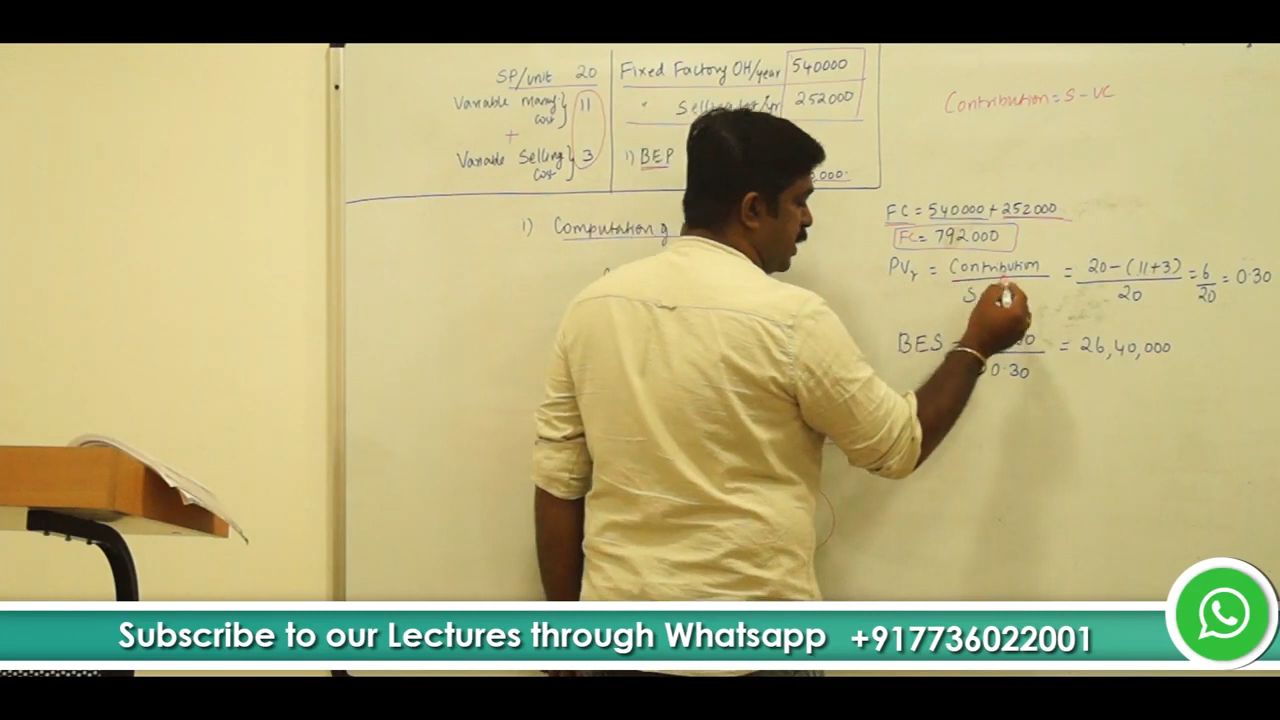 SP/unit 20
Variable Manfg cost } 11
+
Variable Selling cost } 3
Fixed Factory OH/year 540000
" 252000
1) BEP
1) Computation
Contribution = S - VC
FC = 540000 + 252000
FC = 792000
PVr = Contribution / S = 20 - (11+3) / 20 = 6/20 = 0.30
BES = / 0.30 = 26,40,000
Subscribe to our Lectures through Whatsapp +917736022001